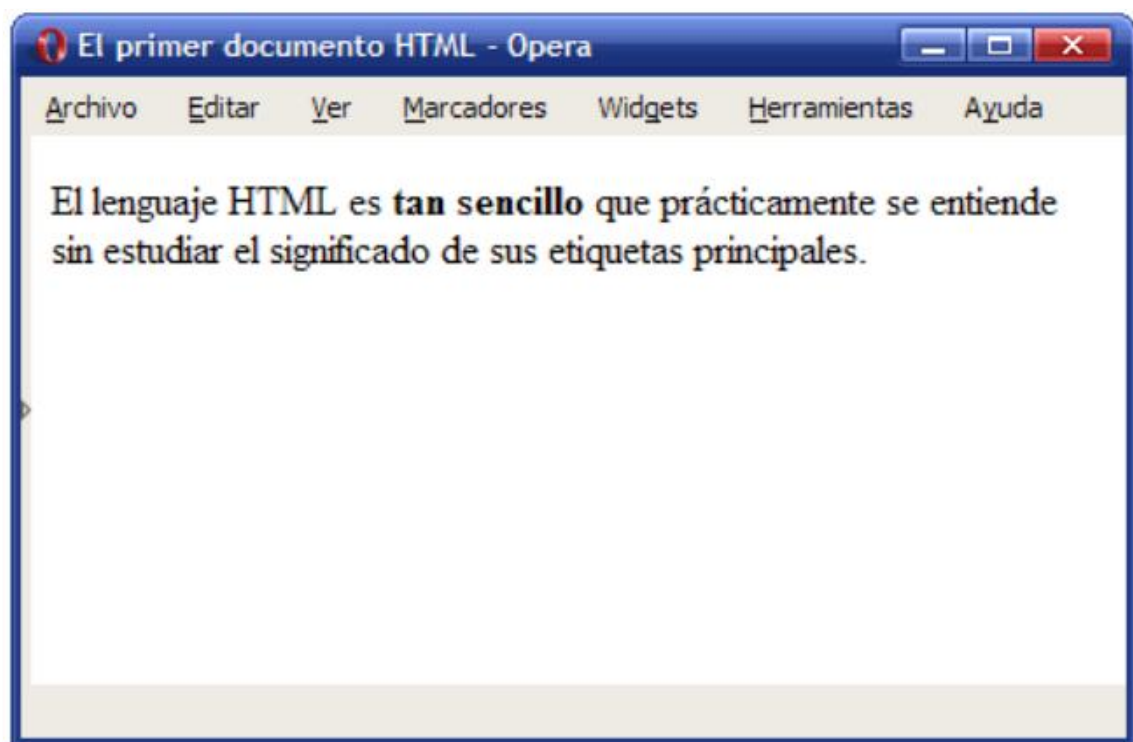 El primer documento HTML - Opera
Archivo Editar Ver Marcadores Widgets Herramientas Ayuda
El lenguaje HTML es tan sencillo que prácticamente se entiende
sin estudiar el significado de sus etiquetas principales.